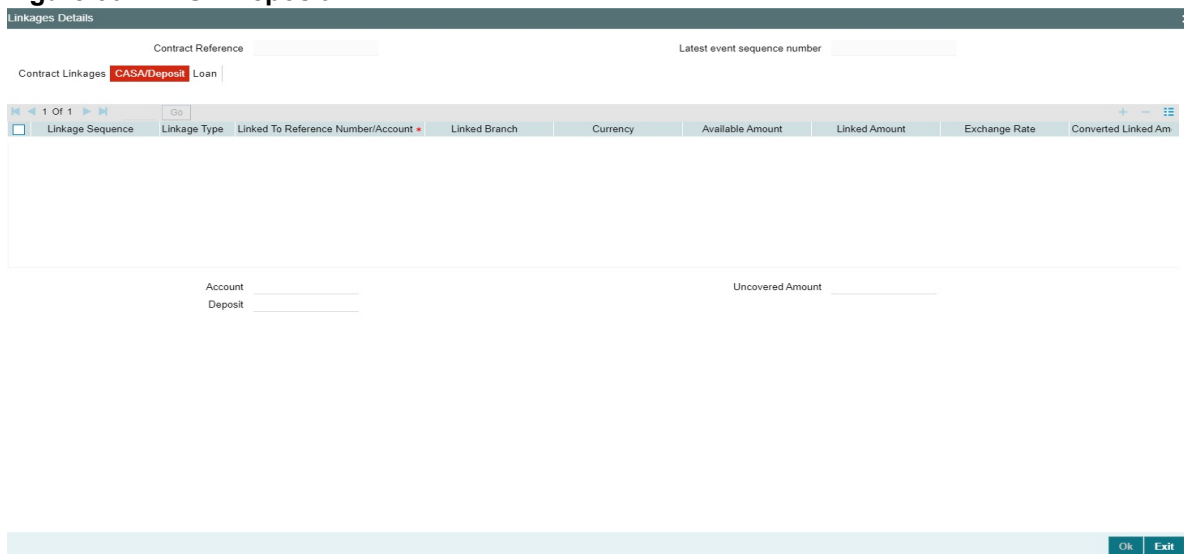 Linkages Details
Contract Reference
Latest event sequence number
Contract Linkages CASA/Deposit Loan
1 Of 1 Go
Linkage Sequence Linkage Type Linked To Reference Number/Account * Linked Branch Currency Available Amount Linked Amount Exchange Rate Converted Linked Am
Account
Uncovered Amount
Deposit
Ok Exit